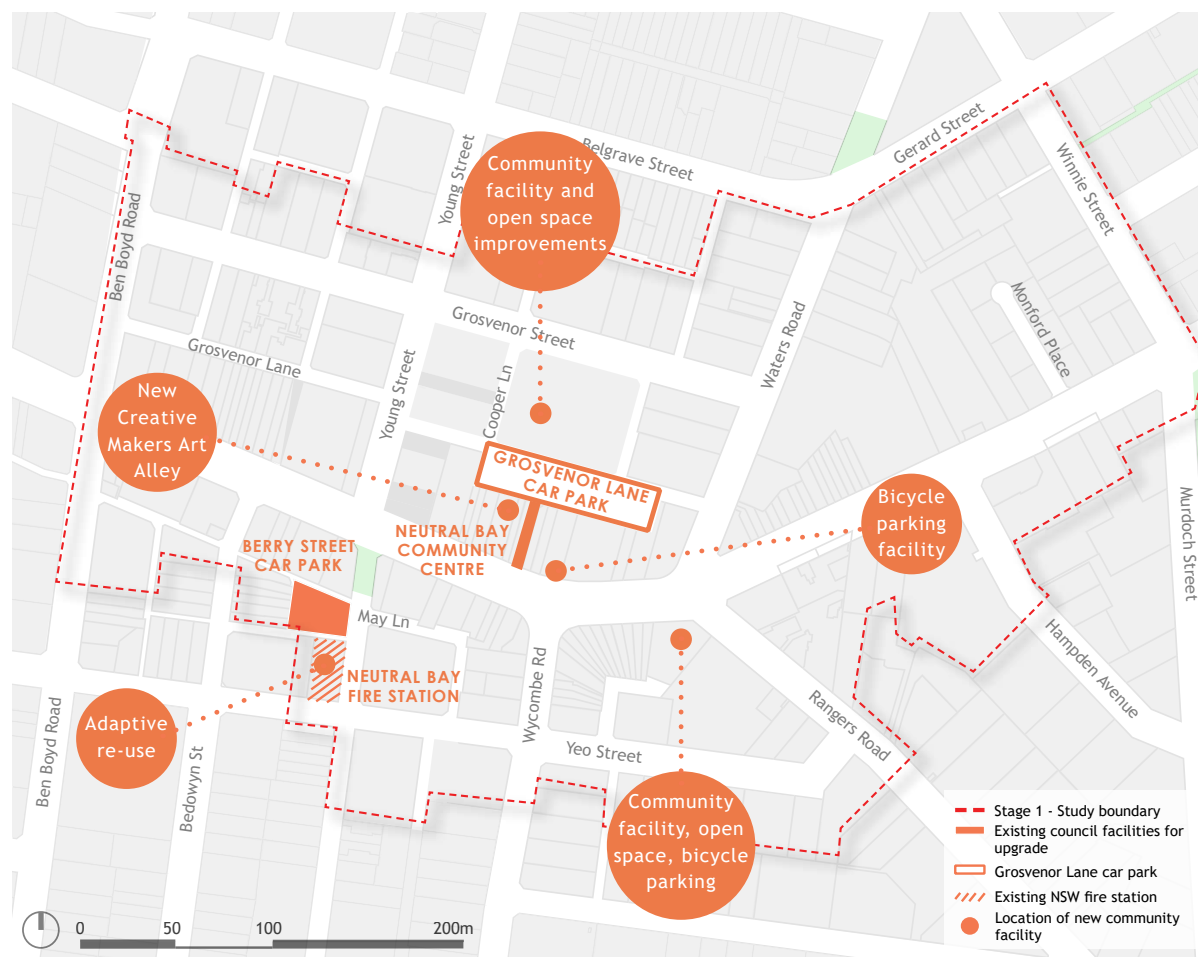 Belgrave Street
Gerard Street
Young Street
Community
facility and
open space
improvements
Winnie Street
Ben Boyd Road
Monford Place
Grosvenor Street
Waters Road
Grosvenor Lane
Young Street
Cooper Ln
New
Creative
Makers Art
Alley
GROSVENOR LANE
CAR PARK
Murdoch Street
Bicycle
parking
facility
NEUTRAL BAY
COMMUNITY
CENTRE
BERRY STREET
CAR PARK
May Ln
Hampden Avenue
NEUTRAL BAY
FIRE STATION
Wycombe Rd
Rangers Road
Adaptive
re-use
Ben Boyd Road
Bedowyn St
Yeo Street
Community
facility, open
space, bicycle
parking
Stage 1 - Study boundary
Existing council facilities for
upgrade
Grosvenor Lane car park
Existing NSW fire station
Location of new community
facility
0 50 100 200m